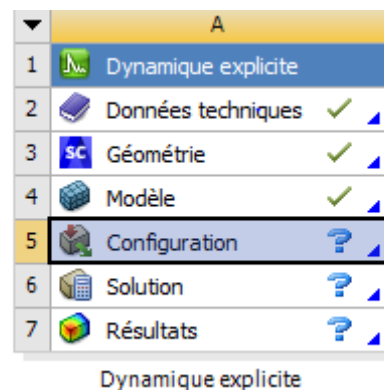 A
1 Dynamique explicite
2 Données techniques
3 SC Géométrie
4 Modèle
5 Configuration ?
6 Solution ?
7 Résultats ?
Dynamique explicite